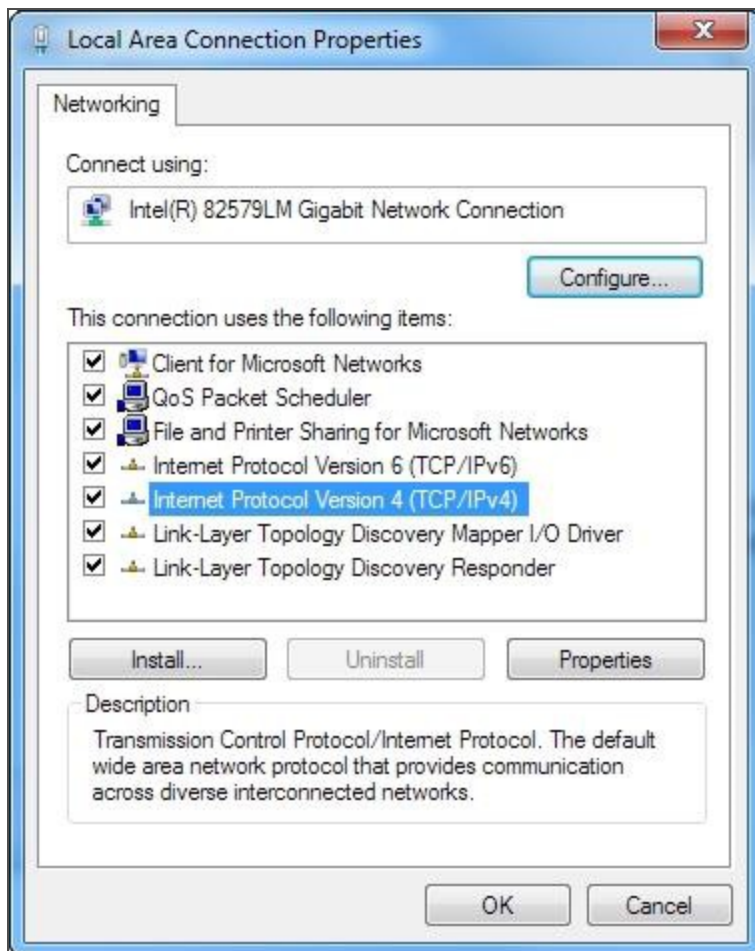 Local Area Connection Properties
Networking
Connect using:
Intel(R) 82579LM Gigabit Network Connection
Configure...
This connection uses the following items:
Client for Microsoft Networks
QoS Packet Scheduler
File and Printer Sharing for Microsoft Networks
Internet Protocol Version 6 (TCP/IPv6)
Internet Protocol Version 4 (TCP/IPv4)
Link-Layer Topology Discovery Mapper I/O Driver
Link-Layer Topology Discovery Responder
Install... Uninstall Properties
Description
Transmission Control Protocol/Internet Protocol. The default
wide area network protocol that provides communication
across diverse interconnected networks.
OK Cancel